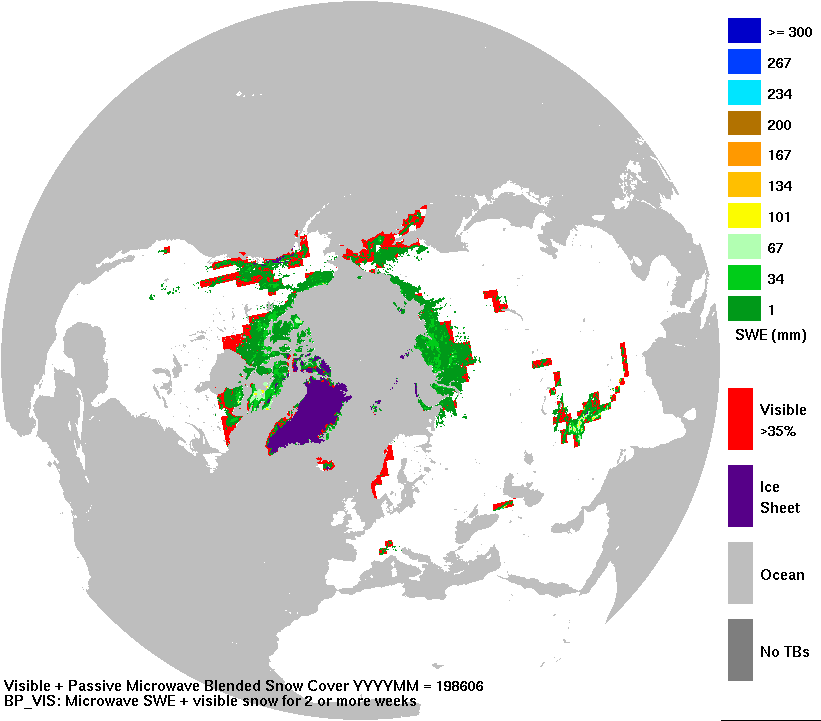 >= 300
267
234
200
167
134
101
67
34
1
SWE (mm)
Visible
>35%
Ice
Sheet
Ocean
No TBs
Visible + Passive Microwave Blended Snow Cover YYYYMM = 198606
BP_VIS: Microwave SWE + visible snow for 2 or more weeks